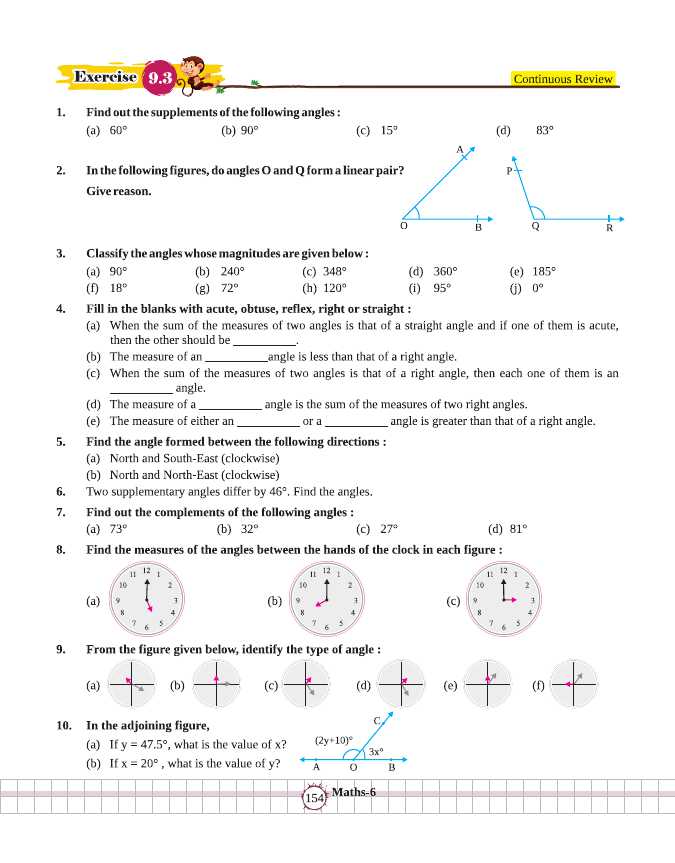 Exercise 9.3
Continuous Review
1. Find out the supplements of the following angles :
(a) 60° (b) 90° (c) 15° (d) 83°
2. In the following figures, do angles O and Q form a linear pair?
Give reason.
A
O
B
P
Q
R
3. Classify the angles whose magnitudes are given below :
(a) 90° (b) 240° (c) 348° (d) 360° (e) 185°
(f) 18° (g) 72° (h) 120° (i) 95° (j) 0°
4. Fill in the blanks with acute, obtuse, reflex, right or straight :
(a) When the sum of the measures of two angles is that of a straight angle and if one of them is acute,
then the other should be __________.
(b) The measure of an __________angle is less than that of a right angle.
(c) When the sum of the measures of two angles is that of a right angle, then each one of them is an
__________ angle.
(d) The measure of a __________ angle is the sum of the measures of two right angles.
(e) The measure of either an __________ or a __________ angle is greater than that of a right angle.
5. Find the angle formed between the following directions :
(a) North and South-East (clockwise)
(b) North and North-East (clockwise)
6. Two supplementary angles differ by 46°. Find the angles.
7. Find out the complements of the following angles :
(a) 73° (b) 32° (c) 27° (d) 81°
8. Find the measures of the angles between the hands of the clock in each figure :
(a) 12 1 2 3 4 5 6 7 8 9 10 11
(b) 12 1 2 3 4 5 6 7 8 9 10 11
(c) 12 1 2 3 4 5 6 7 8 9 10 11
9. From the figure given below, identify the type of angle :
(a) (b) (c) (d) (e) (f)
10. In the adjoining figure,
(a) If y = 47.5°, what is the value of x?
(b) If x = 20° , what is the value of y?
C
(2y+10)°
3x°
A O B
154 Maths-6